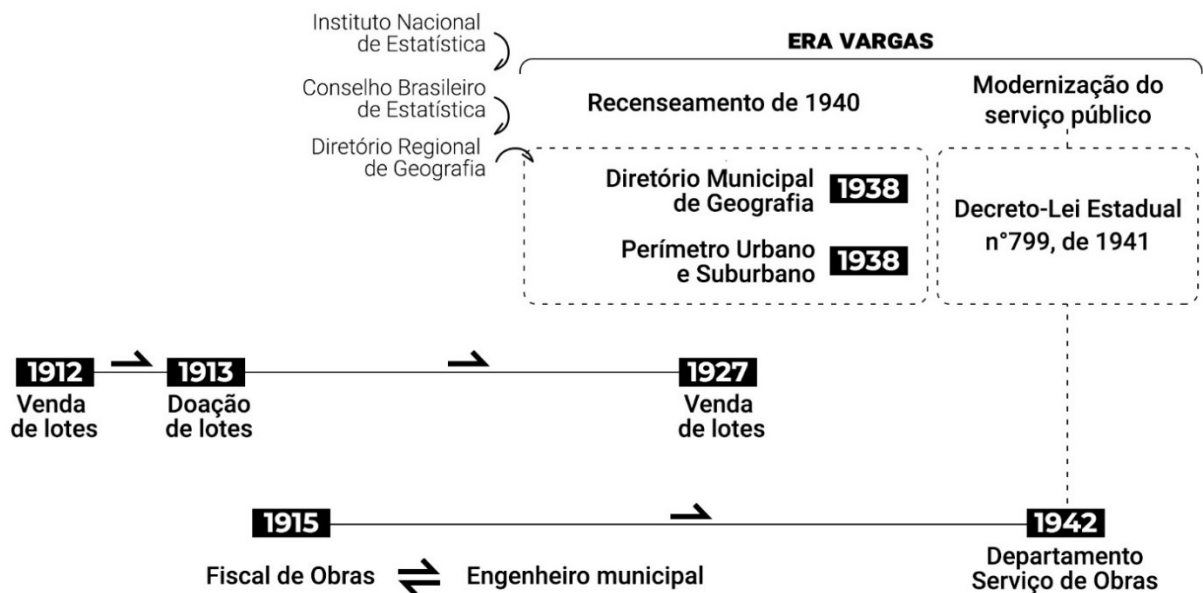 Instituto Nacional
de Estatística
Conselho Brasileiro
de Estatística
Diretório Regional
de Geografia
ERA VARGAS
Recenseamento de 1940
Modernização do
serviço público
Diretório Municipal
de Geografia
1938
Perímetro Urbano
e Suburbano
1938
Decreto-Lei Estadual
n°799, de 1941
1912
Venda
de lotes
1913
Doação
de lotes
1927
Venda
de lotes
1915
Fiscal de Obras
Engenheiro municipal
1942
Departamento
Serviço de Obras